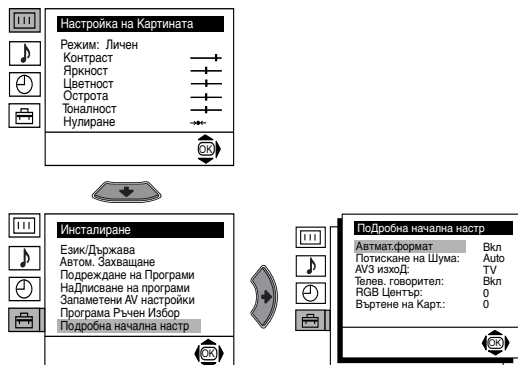 Настройка на Картината
Режим: Личен
Контраст
Яркност
Цветност
Острота
Тоналност
Нулиране
OK
Инсталиране
Език/Държава
Автом. Захващане
Подреждане на Програми
НаДписване на програми
Запаметени AV настройки
Програма Ръчен Избор
Подробна начална настр
OK
ПоДробна начална настр
Автмат.формат Вкл
Потискане на Шума: Auto
AV3 изхоД: TV
Телев. говорител: Вкл
RGB Център: 0
Въртене на Карт.: 0
OK